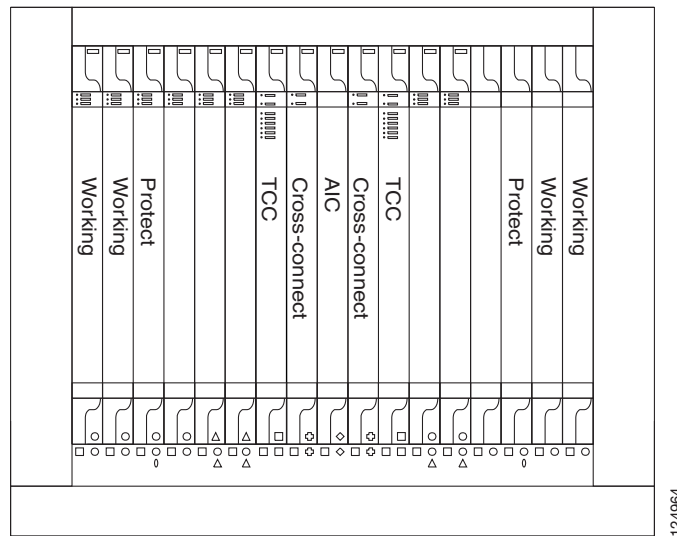 Working
Working
Protect
TCC
Cross-connect
AIC
Cross-connect
TCC
Protect
Working
Working
124964